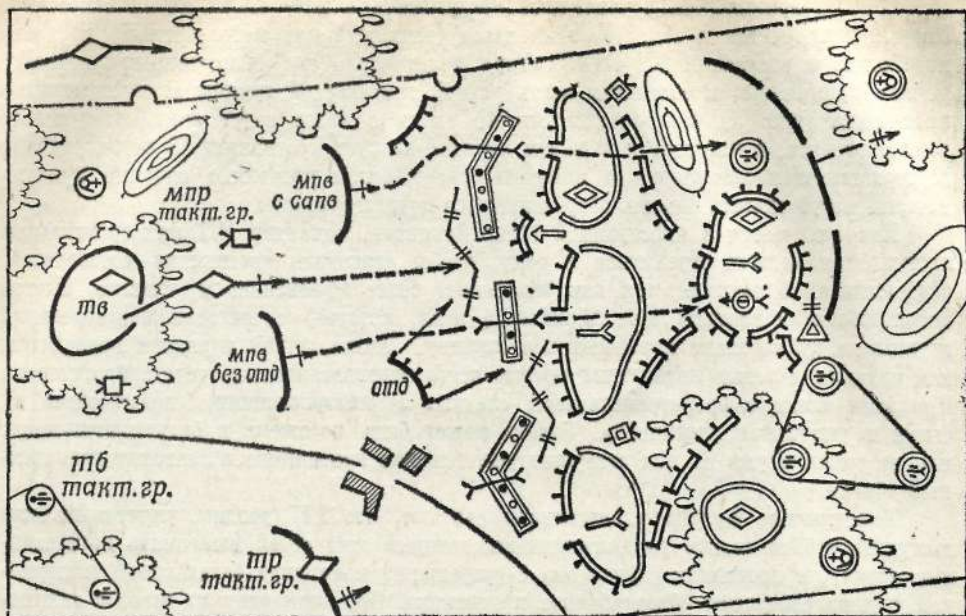 мпв
с сапв
мпр
такт. гр.
тв
мпв
без отд
отд
тб
такт. гр.
тр
такт. гр.